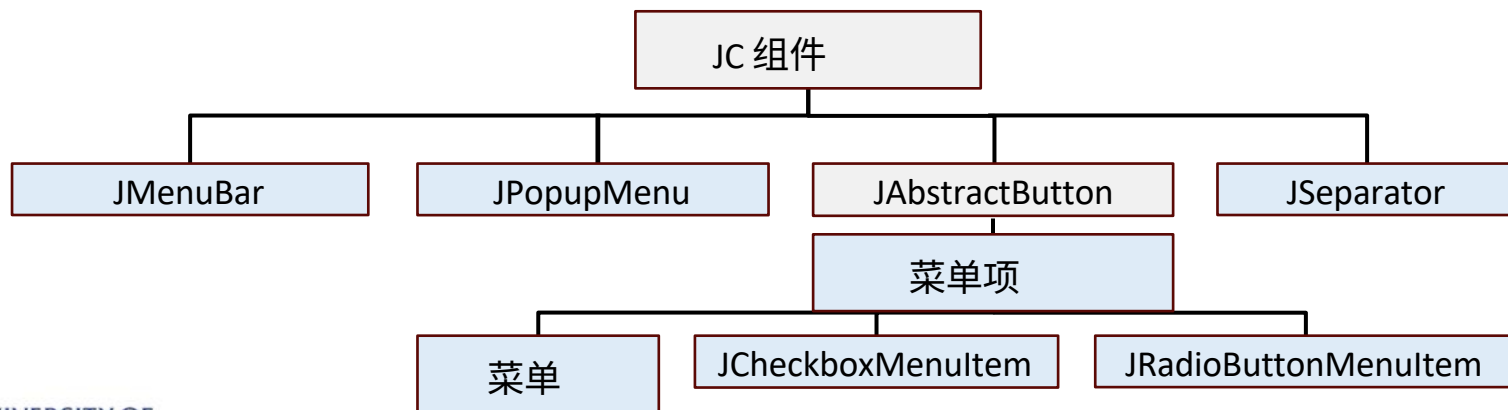 JC 组件
JMenuBar
JPopupMenu
JAbstractButton
JSeparator
菜单项
菜单
JCheckboxMenuItem
JRadioButtonMenuItem